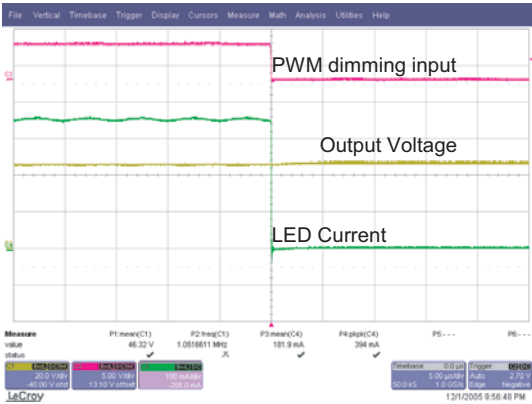 File Vertical Timebase Trigger Display Cursors Measure Math Analysis Utilities Help
PWM dimming input
C2
Output Voltage
LED Current
Measure P1:mean(C1) P2:freq(C1) P3:mean(C4) P4:pkpk(C4) P5:--- P6:---
value 46.32 V 1.0516611 MHz 181.9 mA 394 mA
status
Timebase 0.0 µs Trigger
20.0 V/div 5.00 V/div 100 mA/div 5.00 µs/div Auto 2.70 V
-40.00 V ofst 13.10 V offset -206.0 mA 50.0 kS 1.0 GS/s Edge Negative
LeCroy 12/1/2005 9:56:48 PM